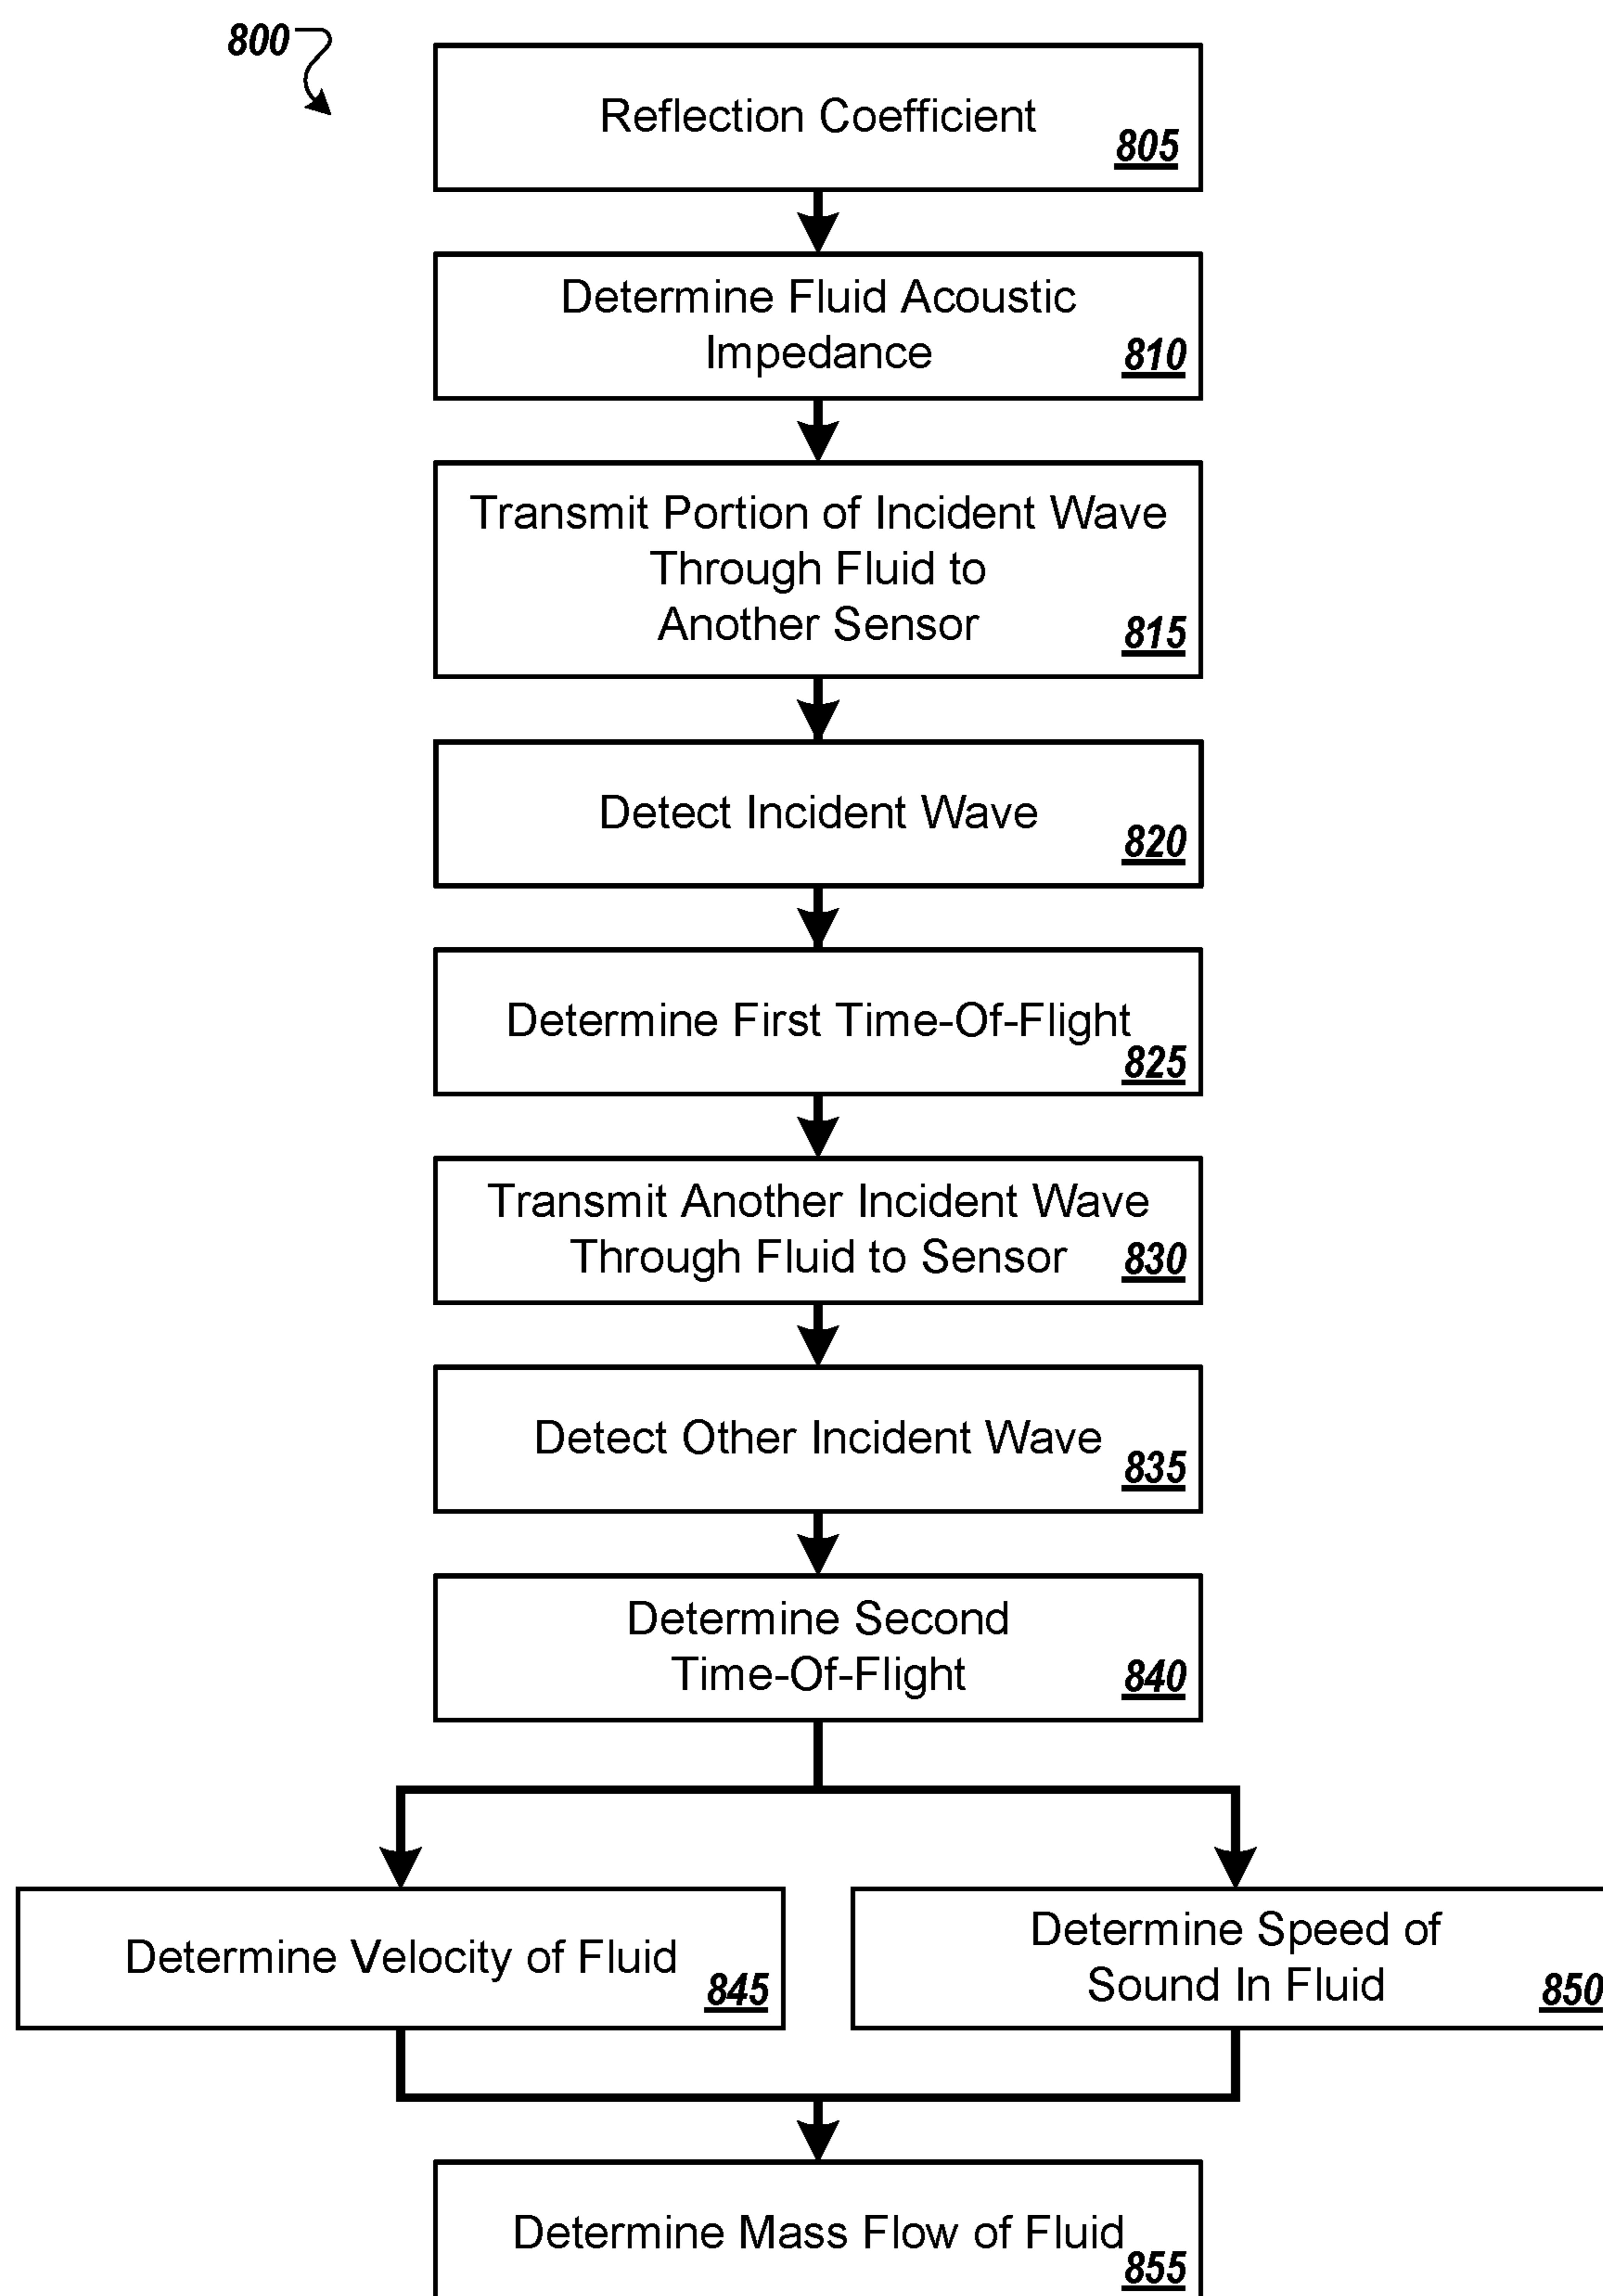 800
Reflection Coefficient
805
Determine Fluid Acoustic
Impedance
810
Transmit Portion of Incident Wave
Through Fluid to
Another Sensor
815
Detect Incident Wave
820
Determine First Time-Of-Flight
825
Transmit Another Incident Wave
Through Fluid to Sensor
830
Detect Other Incident Wave
835
Determine Second
Time-Of-Flight
840
Determine Velocity of Fluid
845
Determine Speed of
Sound In Fluid
850
Determine Mass Flow of Fluid
855